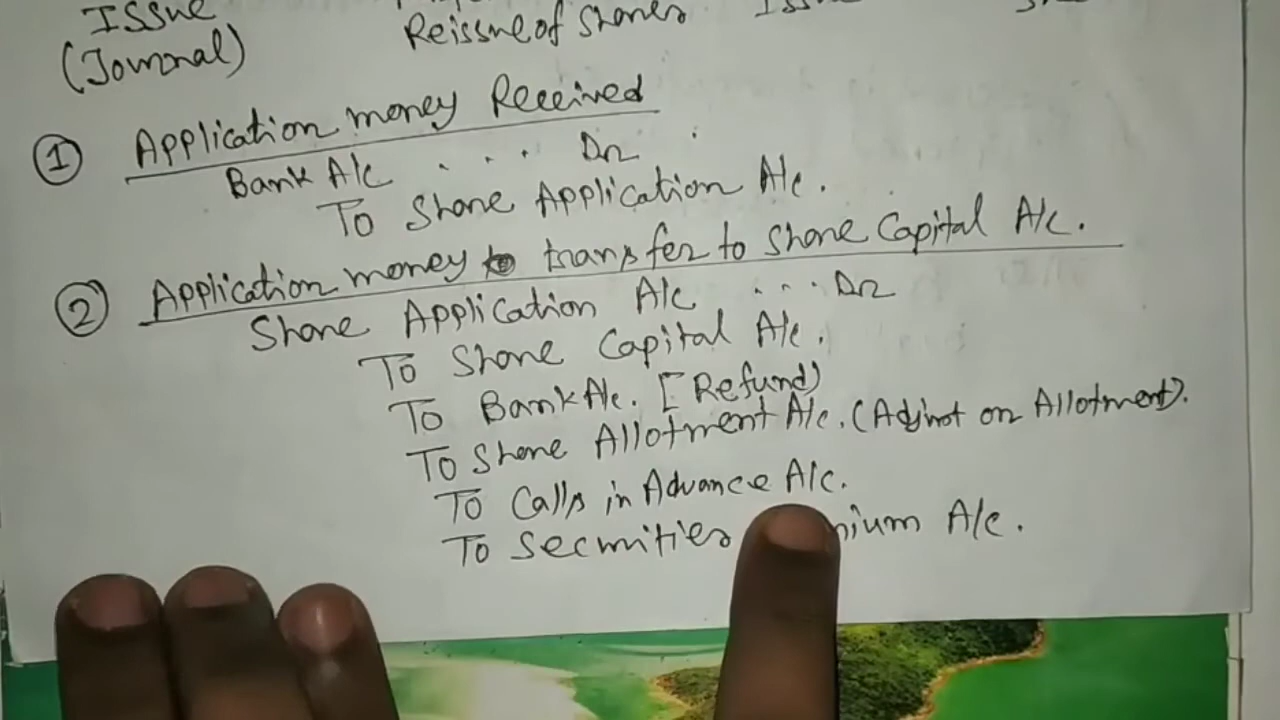 Issue
(Journal)
Reissue of Shares
① Application money Received
Bank A/c . . . . Dr
To Share Application A/c.
② Application money transfer to Share Capital A/c.
Share Application A/c . . . Dr
To Share Capital A/c.
To Bank A/c. [Refund)
To Share Allotment A/c. (Adjust on Allotment).
To Calls in Advance A/c.
To Securities A/c.